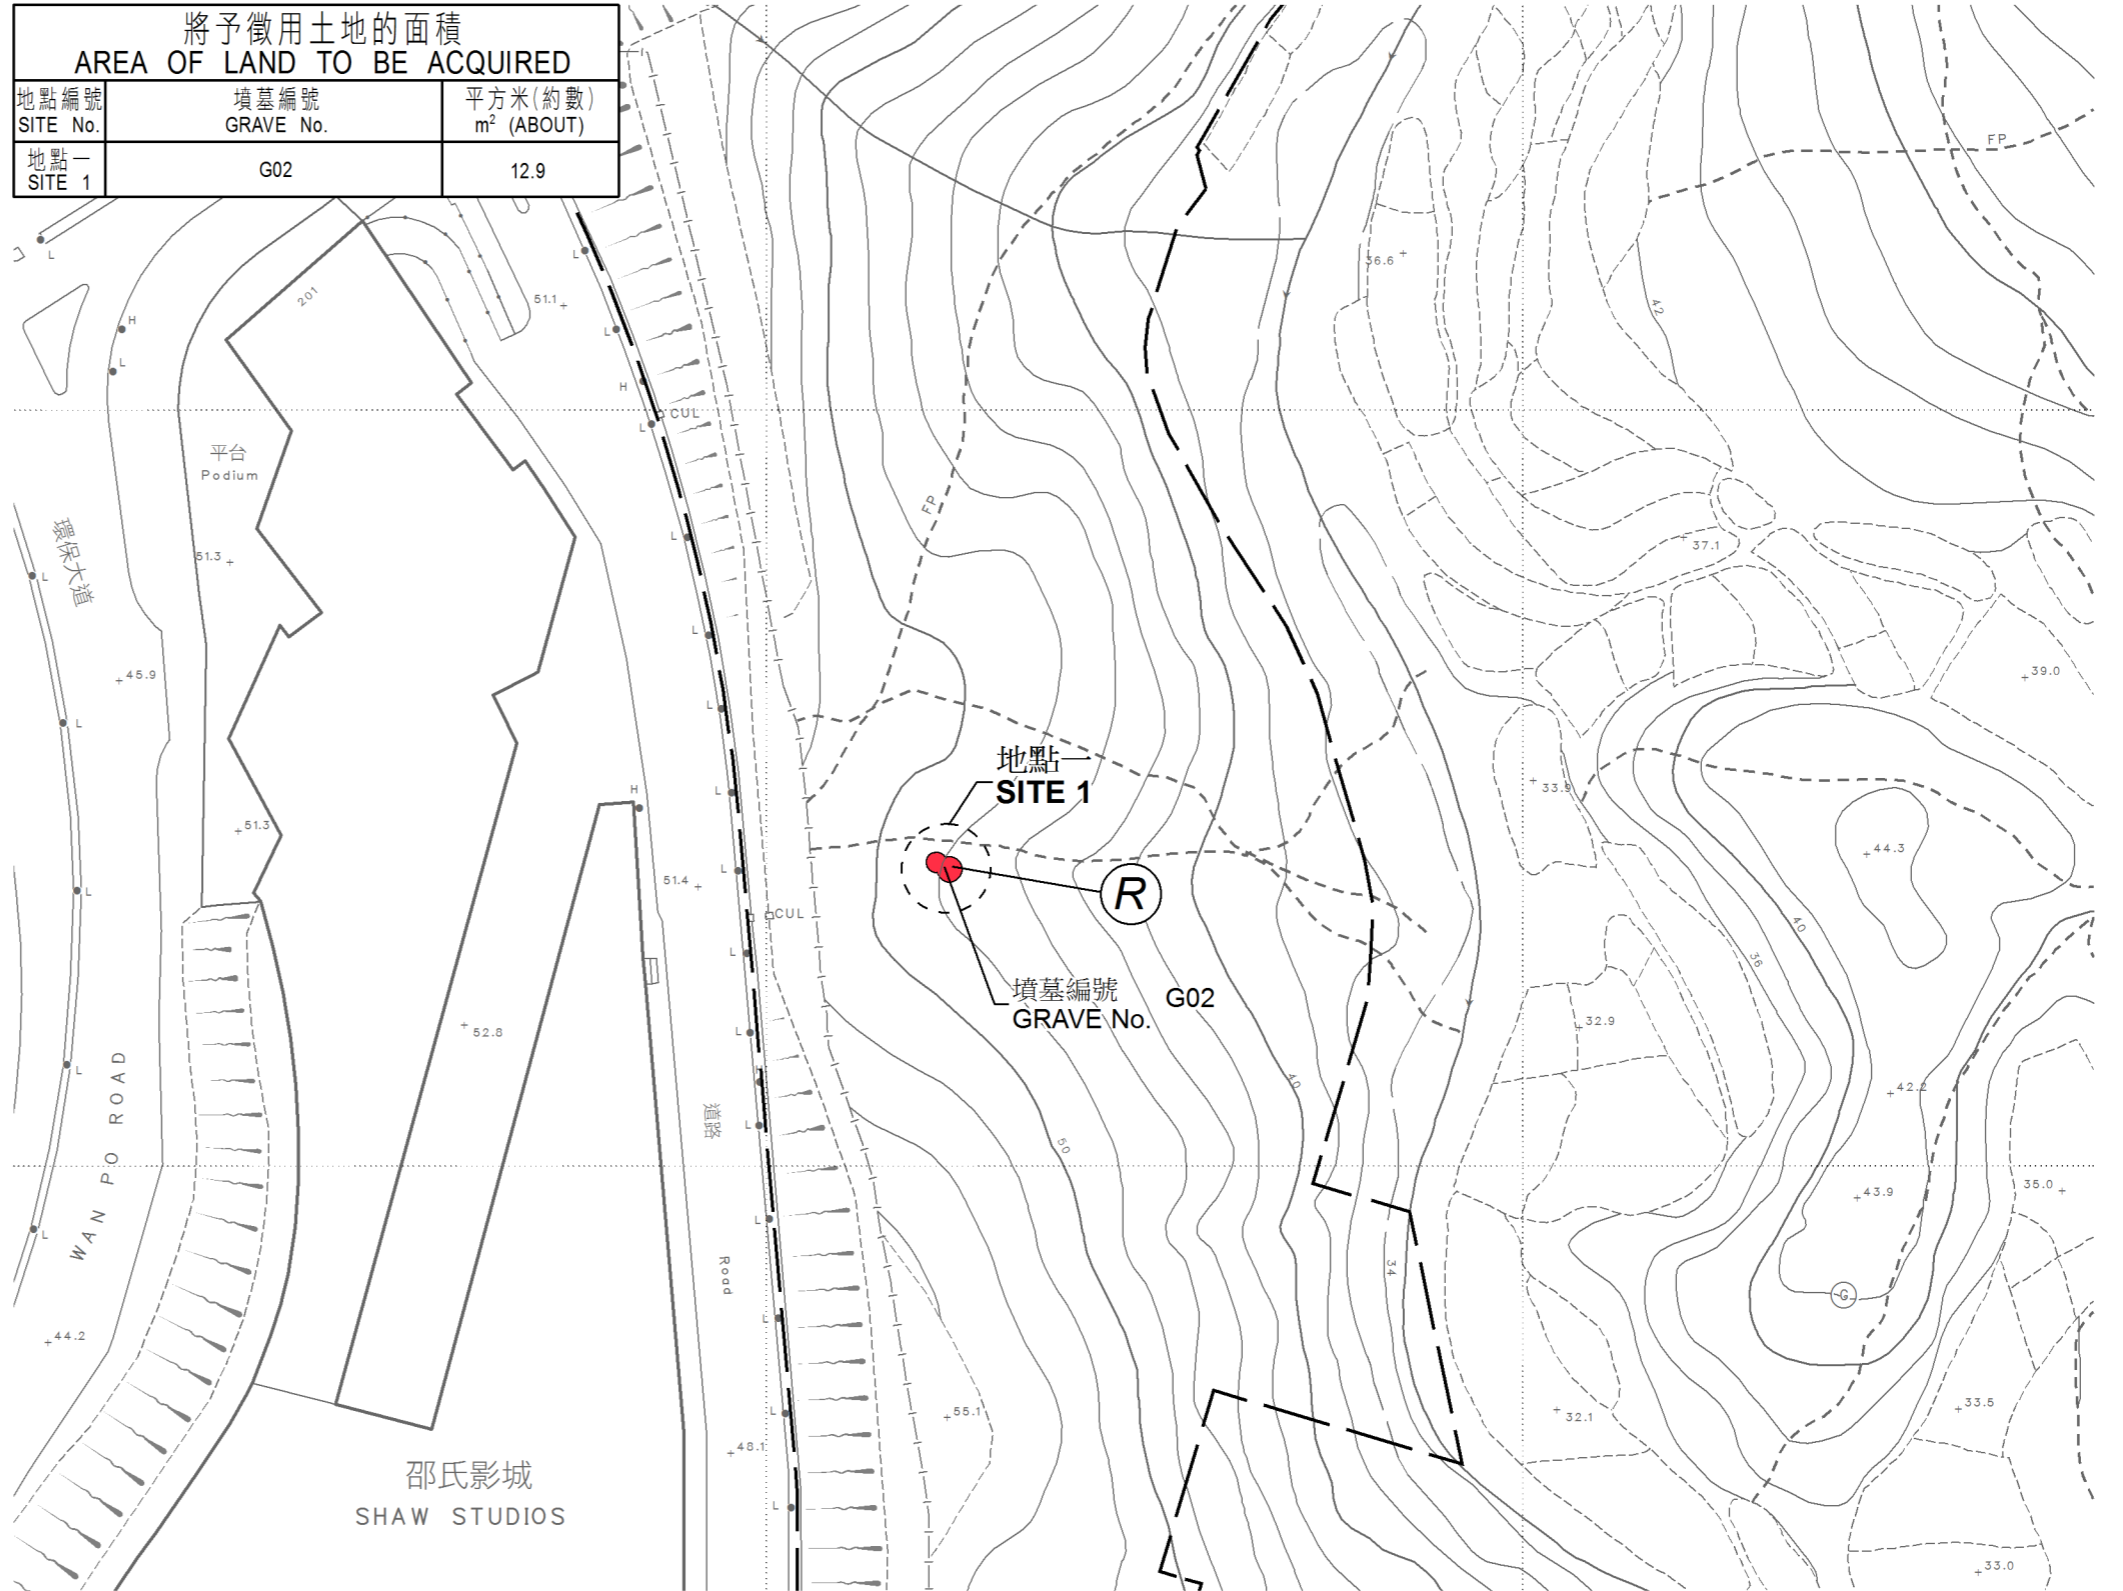 將予徵用土地的面積
AREA OF LAND TO BE ACQUIRED
地點編號
SITE No.
墳墓編號
GRAVE No.
平方米(約數)
m² (ABOUT)
地點一
SITE 1
G02
12.9
L
H
L
201
51.1
L
L
H
CUL
L
36.6
42
FP
平台
Podium
環保大道
51.3
L
45.9
L
FP
L
L
L
37.1
39.0
地點一
SITE 1
L
H
33.9
51.3
44.3
51.4
L
L
CUL
R
L
40
36
墳墓編號
GRAVE No.
G02
52.8
L
32.9
L
H
40
42.2
WAN PO ROAD
道路
L
50
43.9
35.0
L
L
Road
34
G
44.2
L
55.1
32.1
33.5
L
48.1
邵氏影城
SHAW STUDIOS
L
33.0